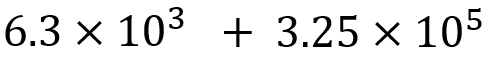 6.3 × 10³ + 3.25 × 10⁵